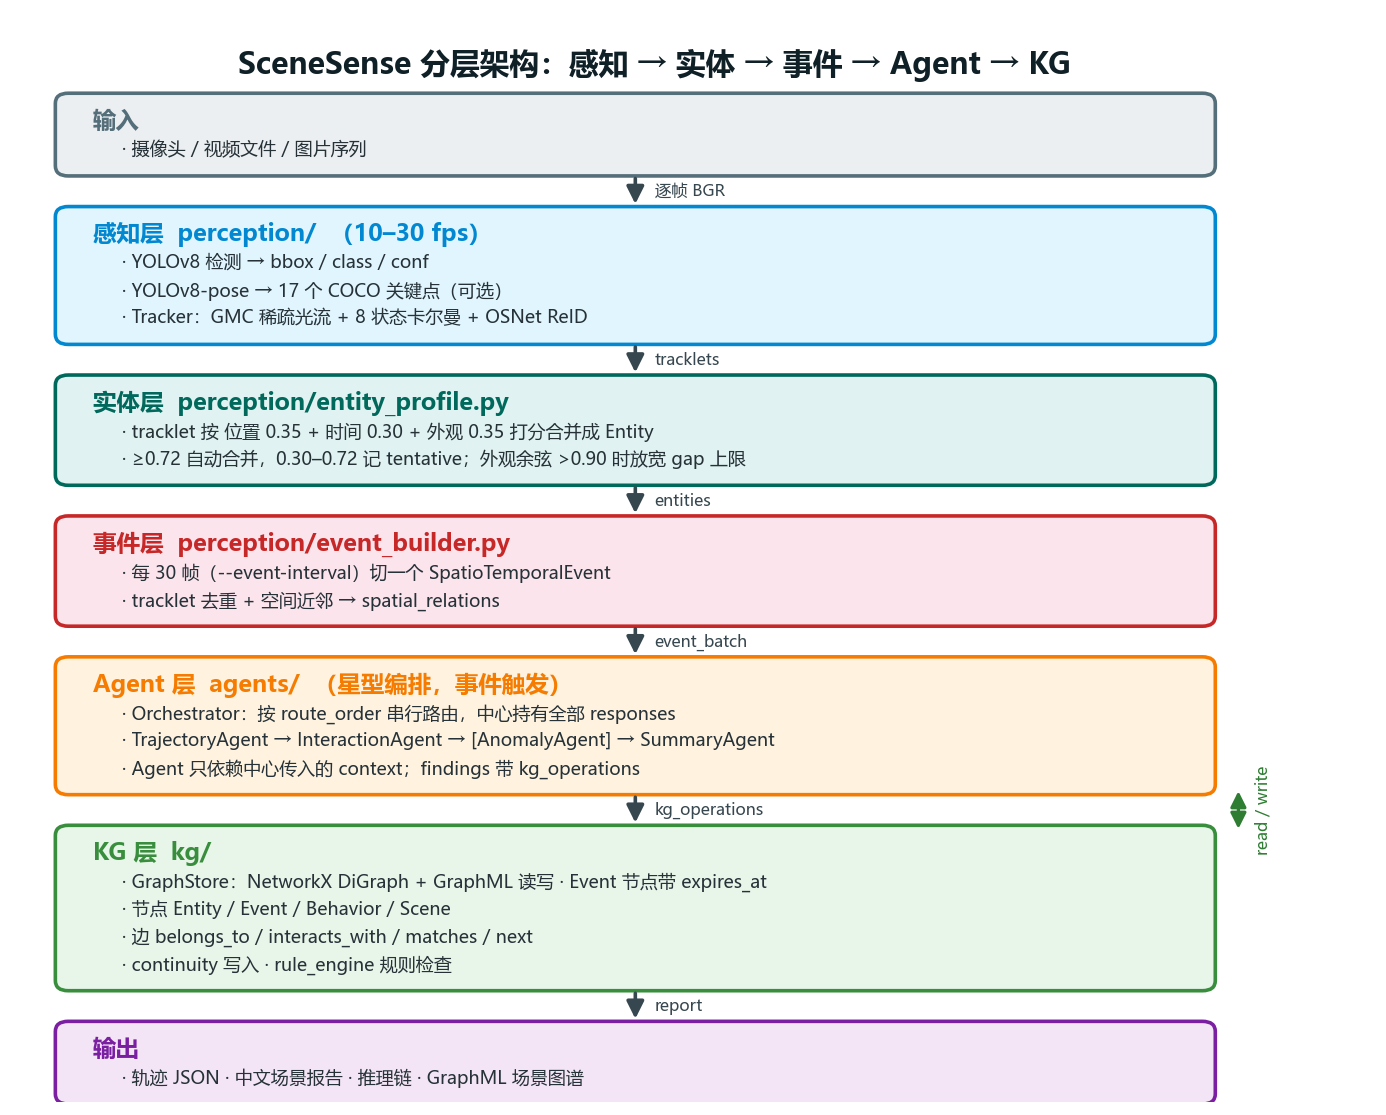 SceneSense 分层架构：感知 → 实体 → 事件 → Agent → KG
输入
· 摄像头 / 视频文件 / 图片序列
逐帧 BGR
感知层 perception/ （10–30 fps）
· YOLOv8 检测 → bbox / class / conf
· YOLOv8-pose → 17 个 COCO 关键点（可选）
· Tracker：GMC 稀疏光流 + 8 状态卡尔曼 + OSNet ReID
tracklets
实体层 perception/entity_profile.py
· tracklet 按 位置 0.35 + 时间 0.30 + 外观 0.35 打分合并成 Entity
· ≥0.72 自动合并，0.30–0.72 记 tentative；外观余弦 >0.90 时放宽 gap 上限
entities
事件层 perception/event_builder.py
· 每 30 帧（--event-interval）切一个 SpatioTemporalEvent
· tracklet 去重 + 空间近邻 → spatial_relations
event_batch
Agent 层 agents/ （星型编排，事件触发）
· Orchestrator：按 route_order 串行路由，中心持有全部 responses
· TrajectoryAgent → InteractionAgent → [AnomalyAgent] → SummaryAgent
· Agent 只依赖中心传入的 context；findings 带 kg_operations
kg_operations
read / write
KG 层 kg/
· GraphStore：NetworkX DiGraph + GraphML 读写 · Event 节点带 expires_at
· 节点 Entity / Event / Behavior / Scene
· 边 belongs_to / interacts_with / matches / next
· continuity 写入 · rule_engine 规则检查
report
输出
· 轨迹 JSON · 中文场景报告 · 推理链 · GraphML 场景图谱